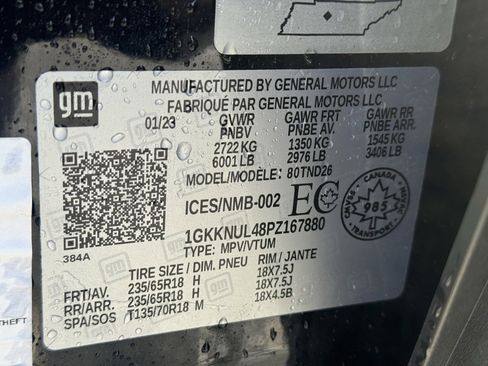 gm
MANUFACTURED BY GENERAL MOTORS LLC
FABRIQUÉ PAR GENERAL MOTORS LLC
01/23 GVWR GAWR FRT GAWR RR
PNBV PNBE AV. PNBE ARR.
2722 KG 1350 KG 1545 KG
6001 LB 2976 LB 3406 LB
MODEL/MODÈLE: 80TND26
ICES/NMB-002 EC
CANADA
985
TRANSPORT
1GKKNUL48PZ167880
384A
TYPE: MPV/VTUM
TIRE SIZE / DIM. PNEU RIM / JANTE
FRT/AV. 235/65R18 H 18X7.5J
RR/ARR. 235/65R18 H 18X7.5J
SPA/SOS T135/70R18 M 18X4.5B